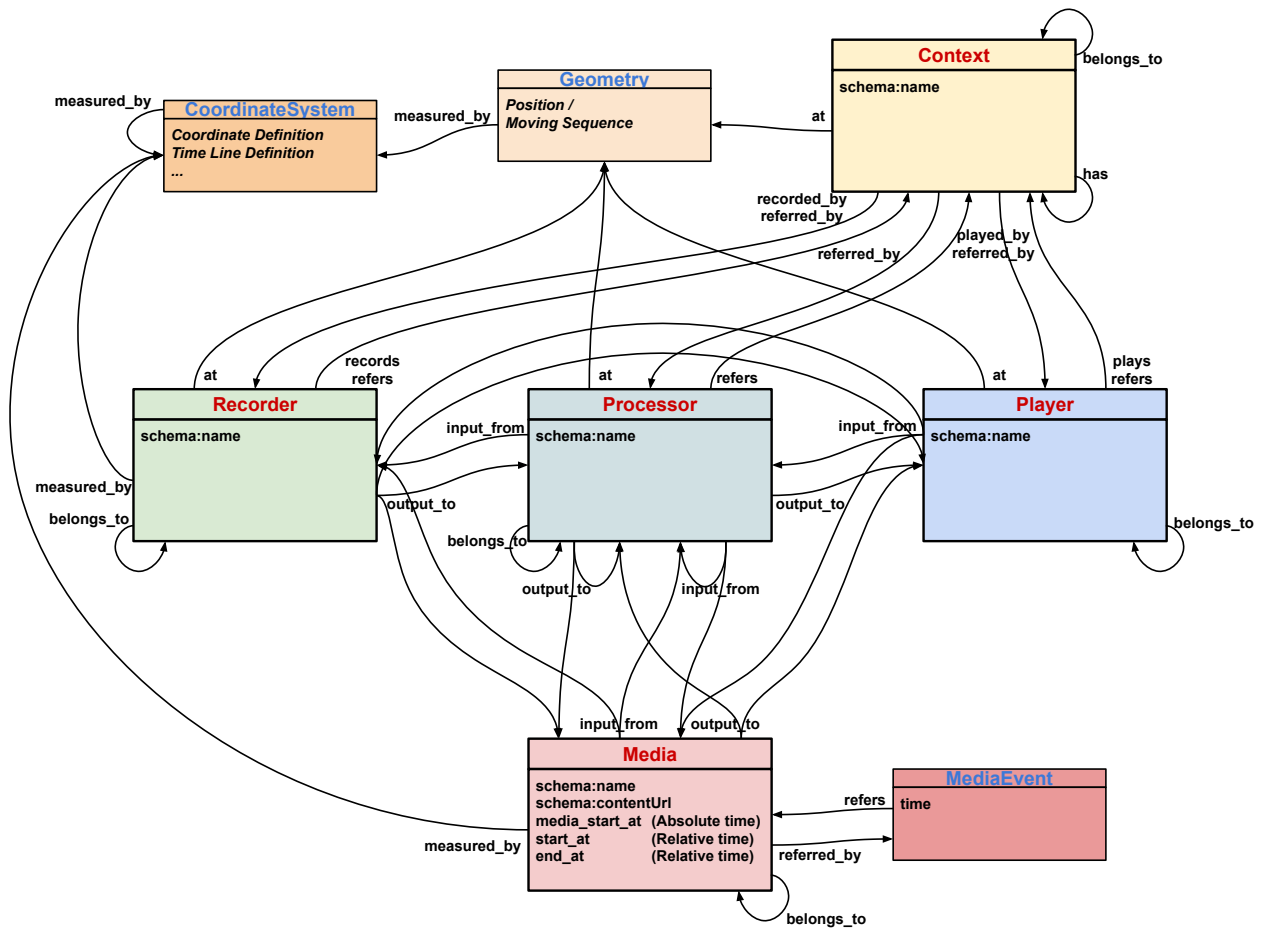 Context
belongs_to
schema:name
has
at
Geometry
Position /
Moving Sequence
measured_by
measured_by
CoordinateSystem
Coordinate Definition
Time Line Definition
...
recorded_by
referred_by
referred_by
played_by
referred_by
at
records
refers
at
refers
at
plays
refers
Recorder
schema:name
measured_by
belongs_to
input_from
output_to
Processor
schema:name
belongs_to
output_to
input_from
input_from
output_to
Player
schema:name
belongs_to
input_from
output_to
Media
schema:name
schema:contentUrl
media_start_at (Absolute time)
start_at (Relative time)
end_at (Relative time)
measured_by
refers
referred_by
belongs_to
MediaEvent
time